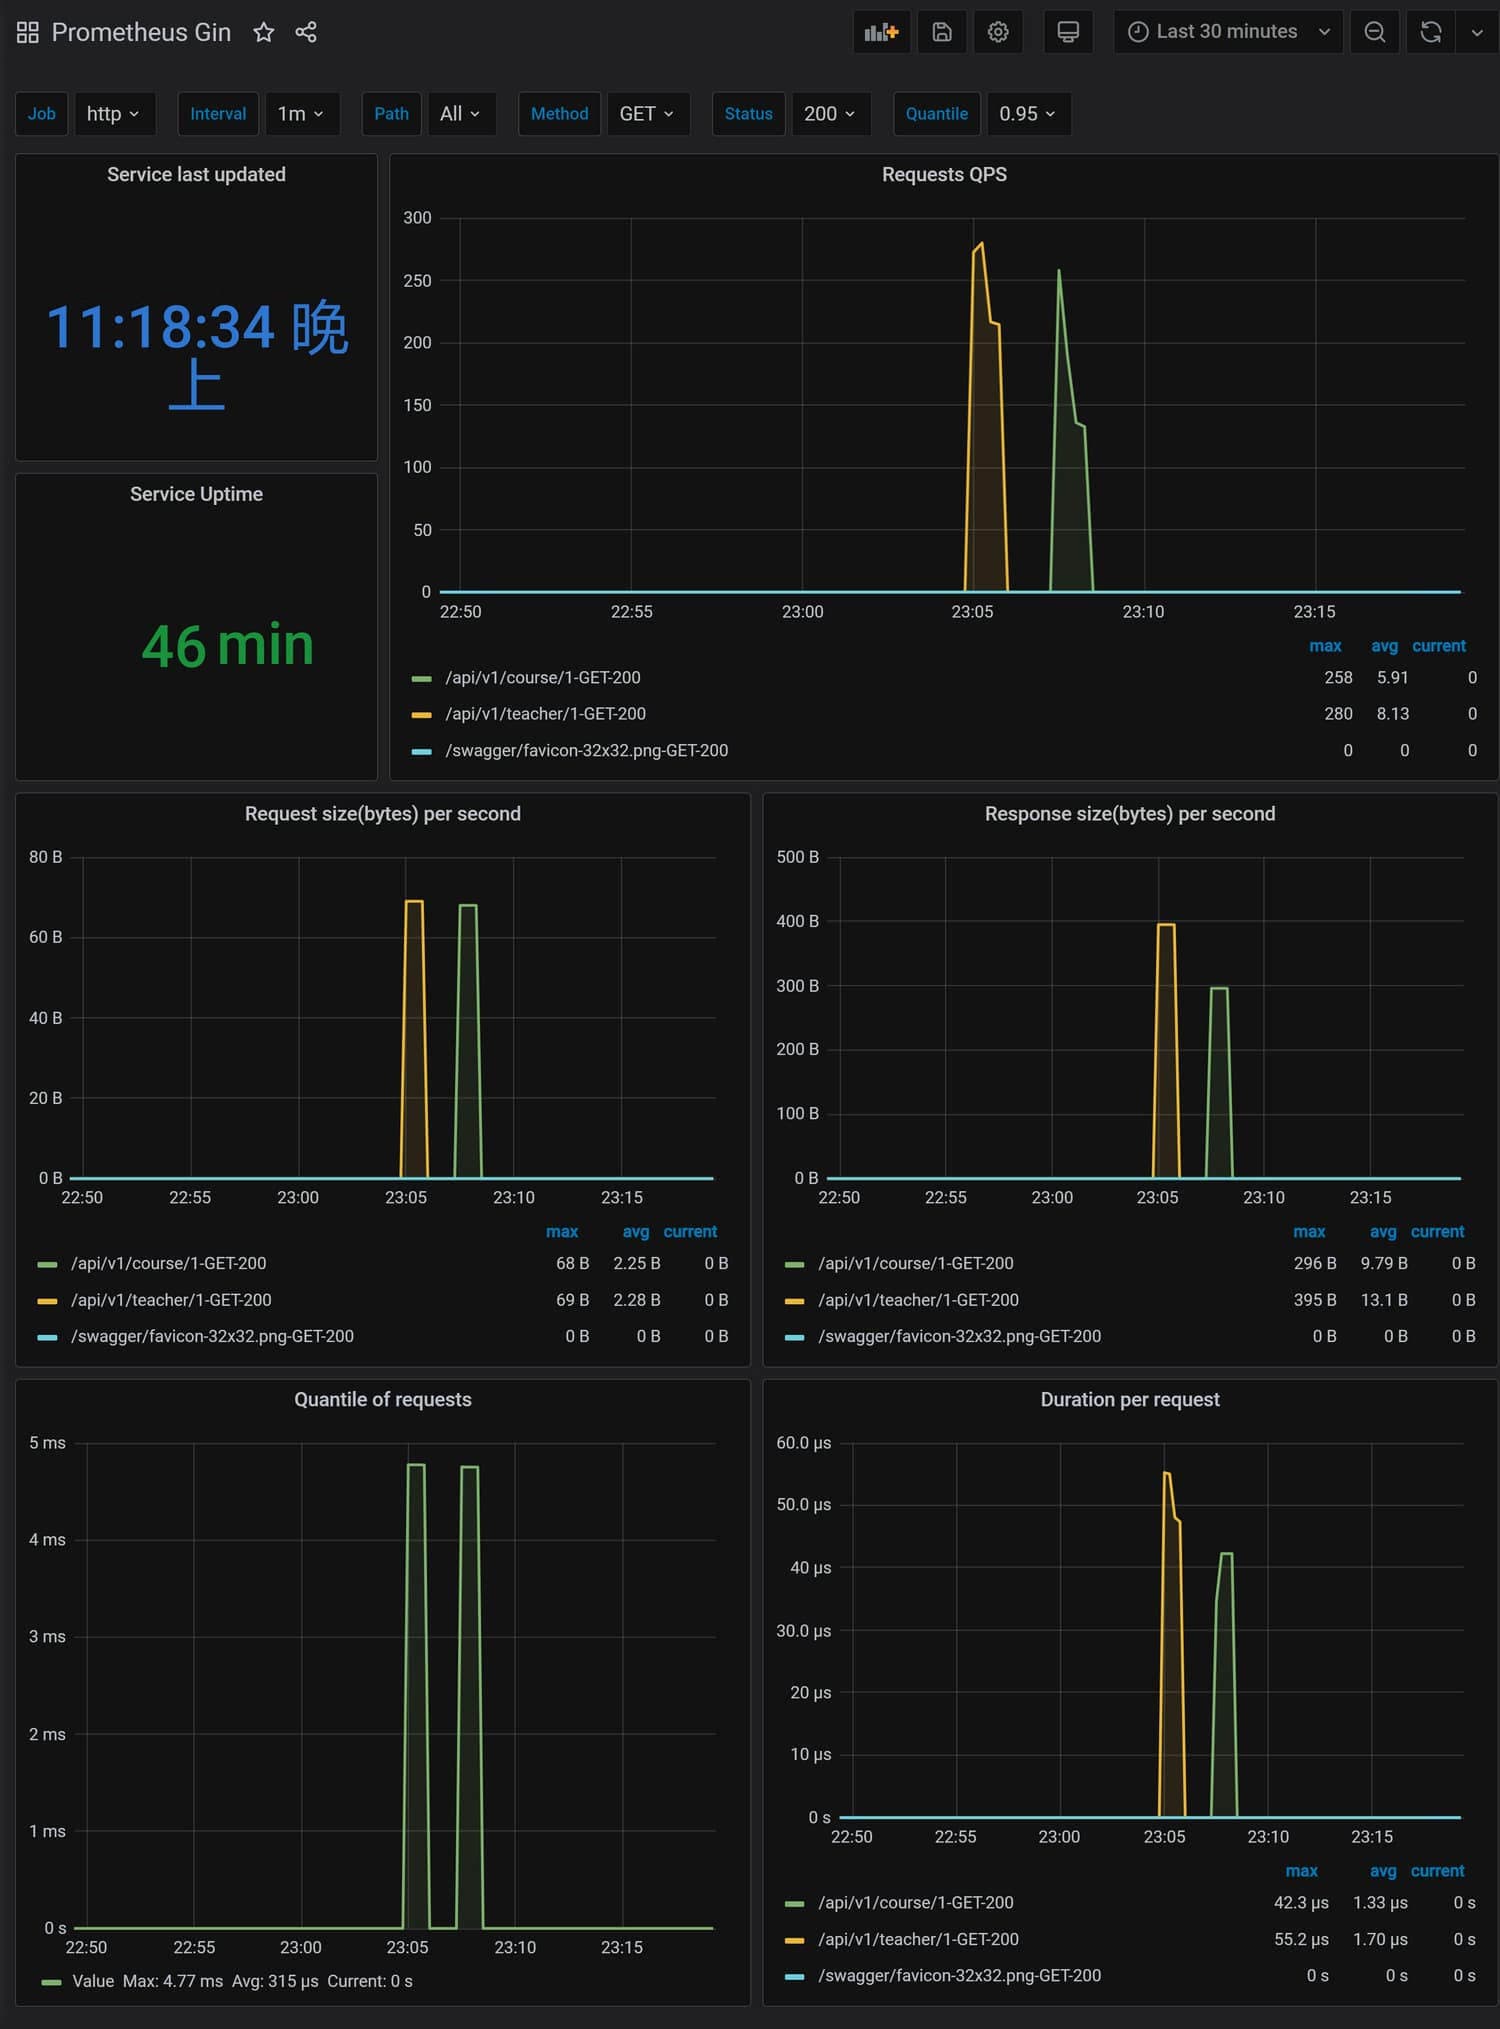 Prometheus Gin
Last 30 minutes
Job http Interval 1m Path All Method GET Status 200 Quantile 0.95
Service last updated
11:18:34 晚
上
Service Uptime
46 min
Requests QPS
300
250
200
150
100
50
0
22:50 22:55 23:00 23:05 23:10 23:15
max avg current
/api/v1/course/1-GET-200 258 5.91 0
/api/v1/teacher/1-GET-200 280 8.13 0
/swagger/favicon-32x32.png-GET-200 0 0 0
Request size(bytes) per second
80 B
60 B
40 B
20 B
0 B
22:50 22:55 23:00 23:05 23:10 23:15
max avg current
/api/v1/course/1-GET-200 68 B 2.25 B 0 B
/api/v1/teacher/1-GET-200 69 B 2.28 B 0 B
/swagger/favicon-32x32.png-GET-200 0 B 0 B 0 B
Response size(bytes) per second
500 B
400 B
300 B
200 B
100 B
0 B
22:50 22:55 23:00 23:05 23:10 23:15
max avg current
/api/v1/course/1-GET-200 296 B 9.79 B 0 B
/api/v1/teacher/1-GET-200 395 B 13.1 B 0 B
/swagger/favicon-32x32.png-GET-200 0 B 0 B 0 B
Quantile of requests
5 ms
4 ms
3 ms
2 ms
1 ms
0 s
22:50 22:55 23:00 23:05 23:10 23:15
Value Max: 4.77 ms Avg: 315 µs Current: 0 s
Duration per request
60.0 µs
50.0 µs
40 µs
30.0 µs
20 µs
10 µs
0 s
22:50 22:55 23:00 23:05 23:10 23:15
max avg current
/api/v1/course/1-GET-200 42.3 µs 1.33 µs 0 s
/api/v1/teacher/1-GET-200 55.2 µs 1.70 µs 0 s
/swagger/favicon-32x32.png-GET-200 0 s 0 s 0 s